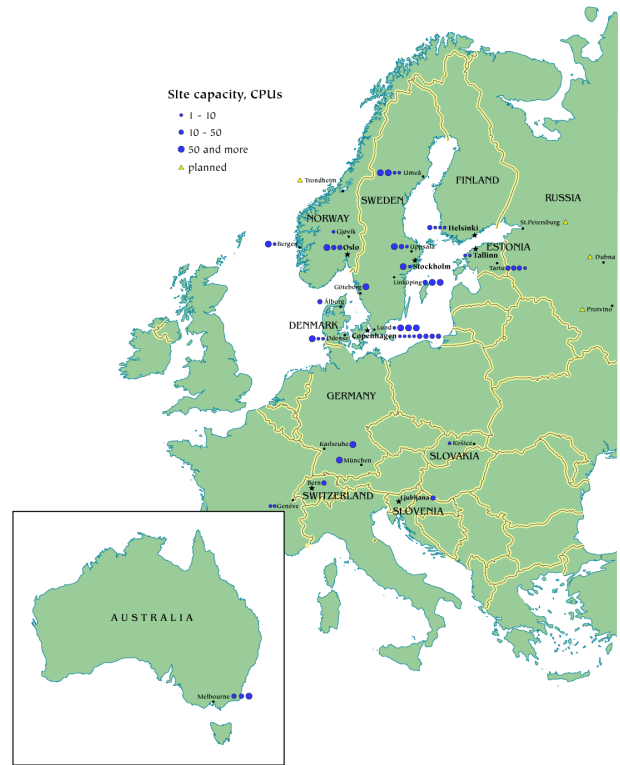 SIte capacity, CPUs
1 - 10
10 - 50
50 and more
planned
Trondheim
Umeå
FINLAND
SWEDEN
RUSSIA
NORWAY
Gjøvik
Helsinki
St.Petersburg
Bergen
Oslo
Uppsala
ESTONIA
Tallinn
Dubna
Stockholm
Tartu
Linköping
Göteborg
Ålborg
Protvino
DENMARK
Lund
Odense
Copenhagen
GERMANY
Karlsruhe
Košice
SLOVAKIA
München
Bern
SWITZERLAND
Ljubljana
Genève
SLOVENIA
AUSTRALIA
Melbourne